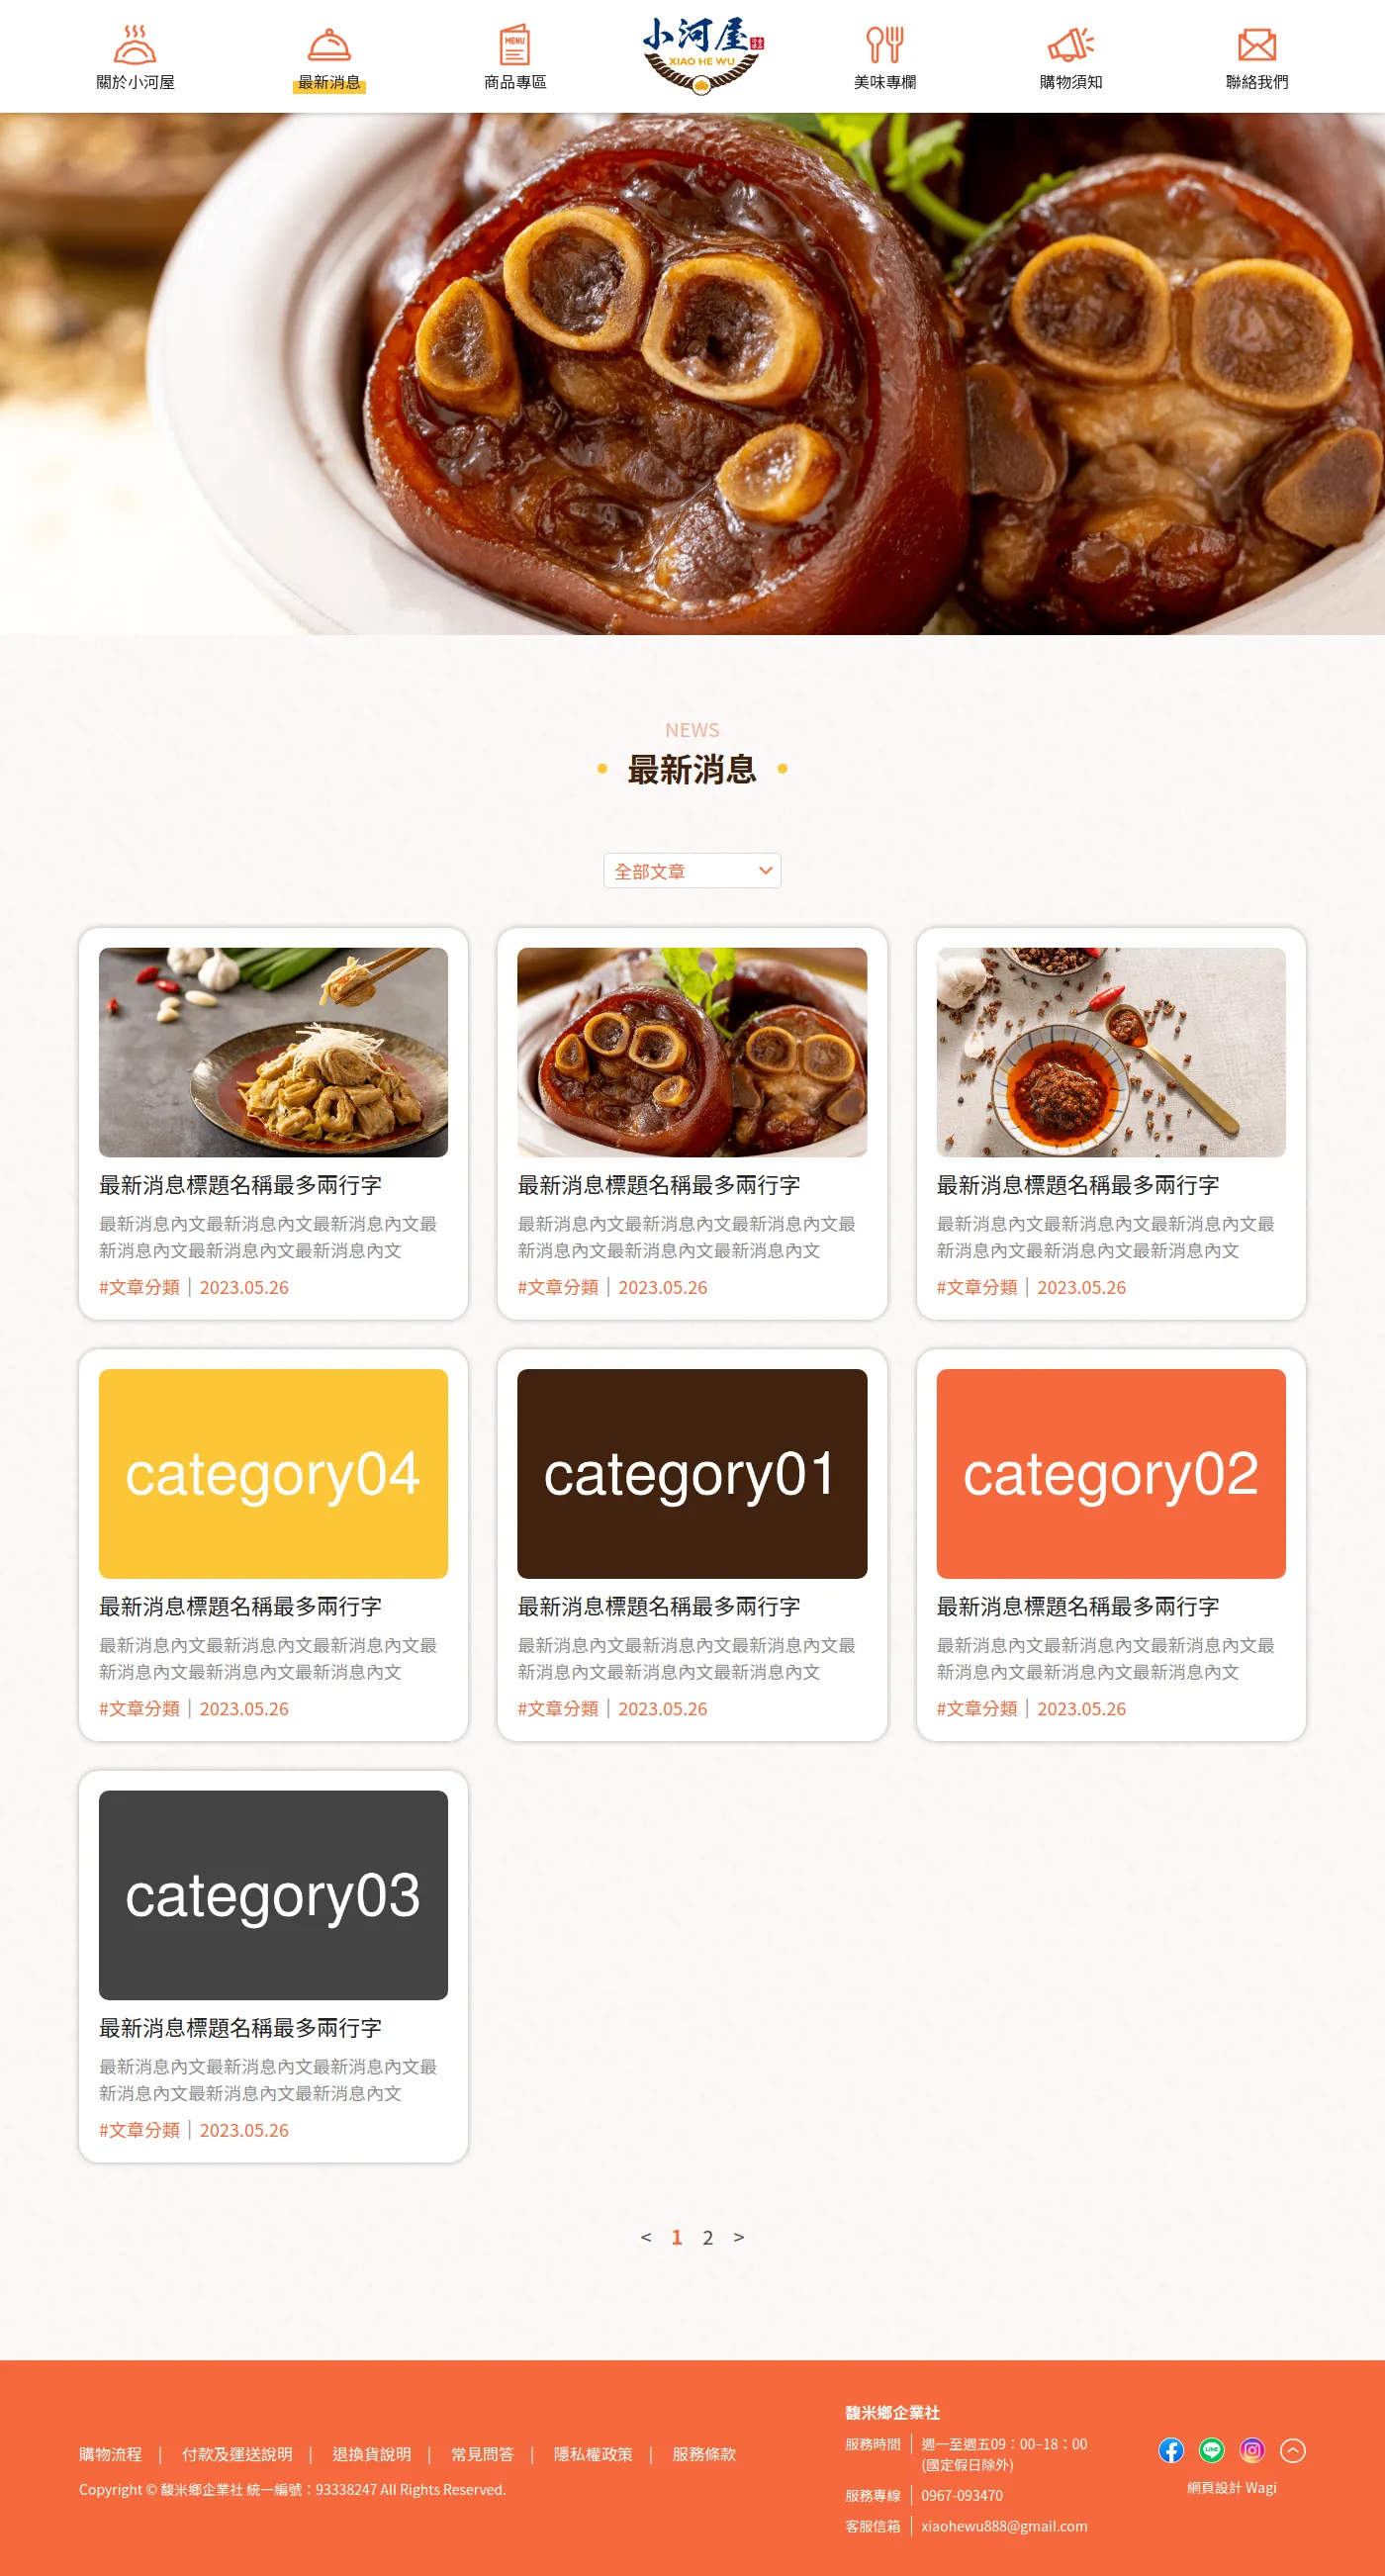 關於小河屋
最新消息
MENU
商品專區
小河屋
XIAO HE WU
美味專欄
購物須知
聯絡我們
NEWS
最新消息
全部文章
最新消息標題名稱最多兩行字
最新消息內文最新消息內文最新消息內文最
新消息內文最新消息內文最新消息內文
#文章分類 | 2023.05.26
最新消息標題名稱最多兩行字
最新消息內文最新消息內文最新消息內文最
新消息內文最新消息內文最新消息內文
#文章分類 | 2023.05.26
最新消息標題名稱最多兩行字
最新消息內文最新消息內文最新消息內文最
新消息內文最新消息內文最新消息內文
#文章分類 | 2023.05.26
category04
最新消息標題名稱最多兩行字
最新消息內文最新消息內文最新消息內文最
新消息內文最新消息內文最新消息內文
#文章分類 | 2023.05.26
category01
最新消息標題名稱最多兩行字
最新消息內文最新消息內文最新消息內文最
新消息內文最新消息內文最新消息內文
#文章分類 | 2023.05.26
category02
最新消息標題名稱最多兩行字
最新消息內文最新消息內文最新消息內文最
新消息內文最新消息內文最新消息內文
#文章分類 | 2023.05.26
category03
最新消息標題名稱最多兩行字
最新消息內文最新消息內文最新消息內文最
新消息內文最新消息內文最新消息內文
#文章分類 | 2023.05.26
< 1 2 >
購物流程 | 付款及運送說明 | 退換貨說明 | 常見問答 | 隱私權政策 | 服務條款
Copyright © 馥米鄉企業社 統一編號：93338247 All Rights Reserved.
馥米鄉企業社
服務時間 | 週一至週五09：00–18：00
(國定假日除外)
服務專線 | 0967-093470
客服信箱 | xiaohewu888@gmail.com
LINE
網頁設計 Wagi